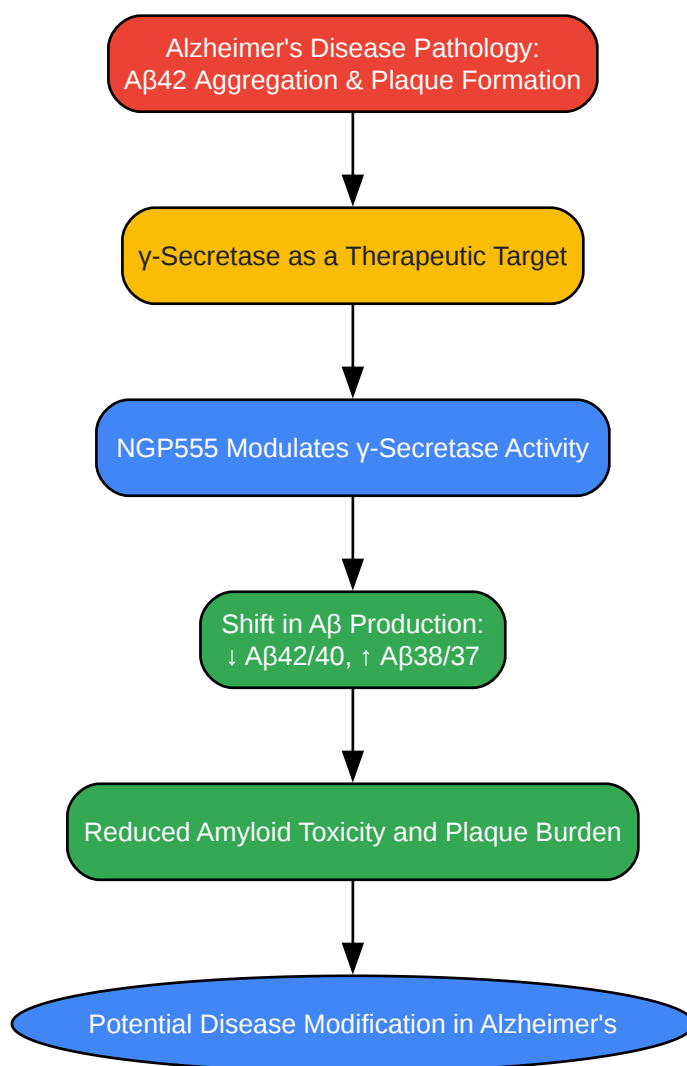 Alzheimer's Disease Pathology:
Aβ42 Aggregation & Plaque Formation
γ-Secretase as a Therapeutic Target
NGP555 Modulates γ-Secretase Activity
Shift in Aβ Production:
↓ Aβ42/40, ↑ Aβ38/37
Reduced Amyloid Toxicity and Plaque Burden
Potential Disease Modification in Alzheimer's